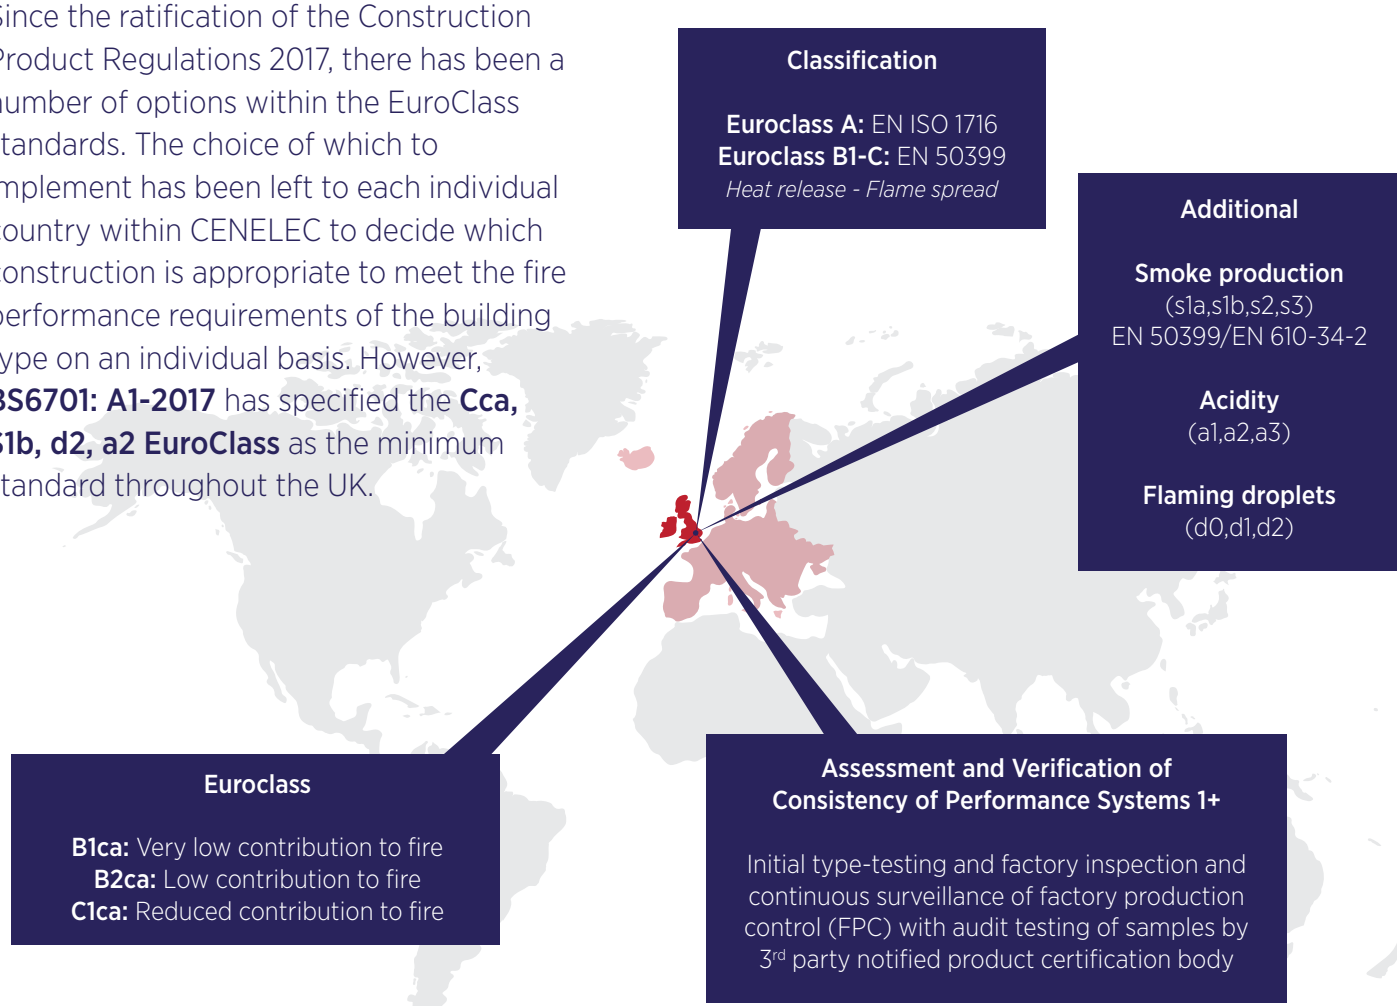 Since the ratification of the Construction
Product Regulations 2017, there has been a
number of options within the EuroClass
tandards. The choice of which to
mplement has been left to each individual
country within CENELEC to decide which
construction is appropriate to meet the fire
performance requirements of the building
ype on an individual basis. However,
BS6701: A1-2017 has specified the Cca,
S1b, d2, a2 EuroClass as the minimum
tandard throughout the UK.
Classification
Euroclass A: EN ISO 1716
Euroclass B1-C: EN 50399
Heat release - Flame spread
Additional
Smoke production
(s1a,s1b,s2,s3)
EN 50399/EN 610-34-2
Acidity
(a1,a2,a3)
Flaming droplets
(d0,d1,d2)
Euroclass
B1ca: Very low contribution to fire
B2ca: Low contribution to fire
C1ca: Reduced contribution to fire
Assessment and Verification of
Consistency of Performance Systems 1+
Initial type-testing and factory inspection and
continuous surveillance of factory production
control (FPC) with audit testing of samples by
3rd party notified product certification body